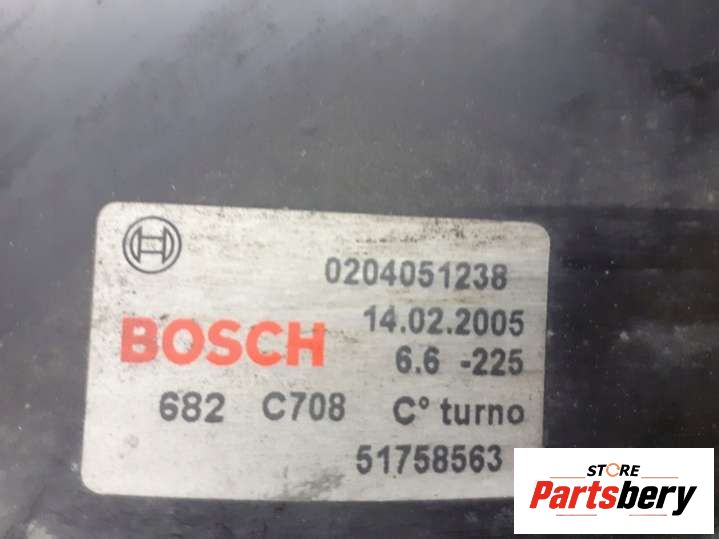 0204051238
14.02.2005
BOSCH
6.6 -225
682 C708 C° turno
51758563
STORE
Partsbery